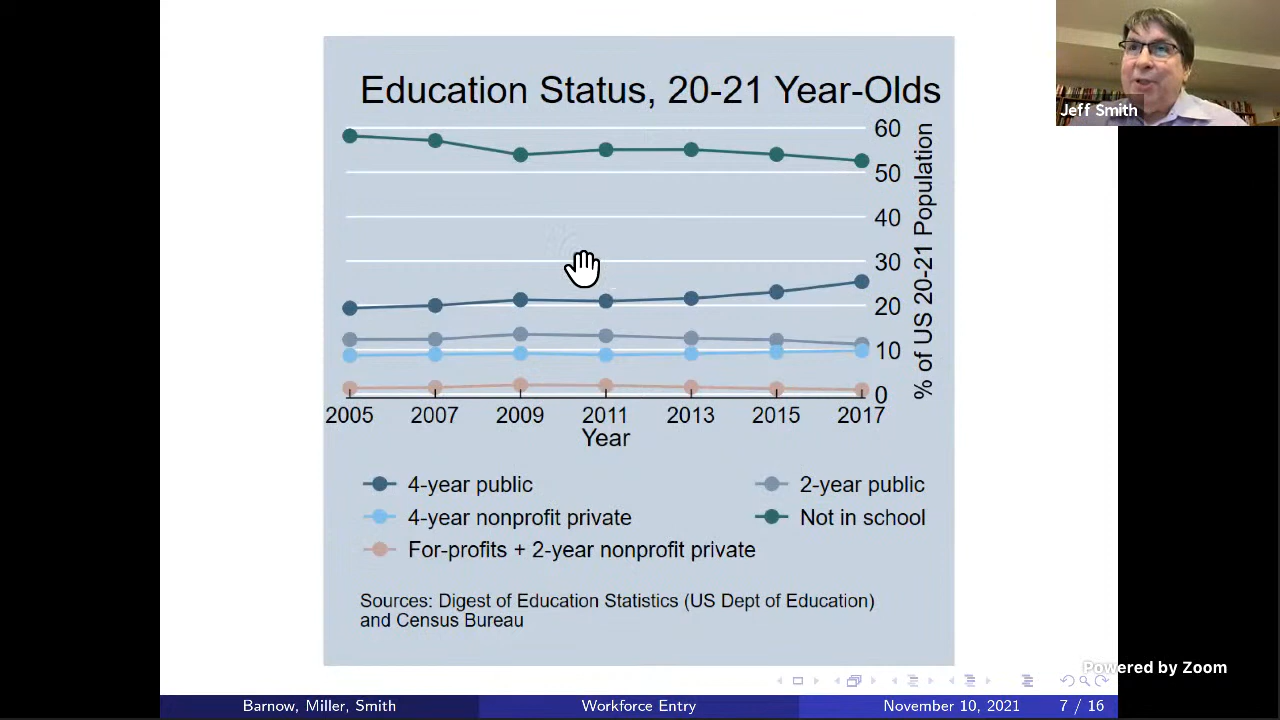 Education Status, 20-21 Year-Olds
Jeff Smith
60
50
40
30
20
10
0
% of US 20-21 Population
2005 2007 2009 2011 2013 2015 2017
Year
4-year public
2-year public
4-year nonprofit private
Not in school
For-profits + 2-year nonprofit private
Sources: Digest of Education Statistics (US Dept of Education)
and Census Bureau
Powered by Zoom
Barnow, Miller, Smith Workforce Entry November 10, 2021 7 / 16